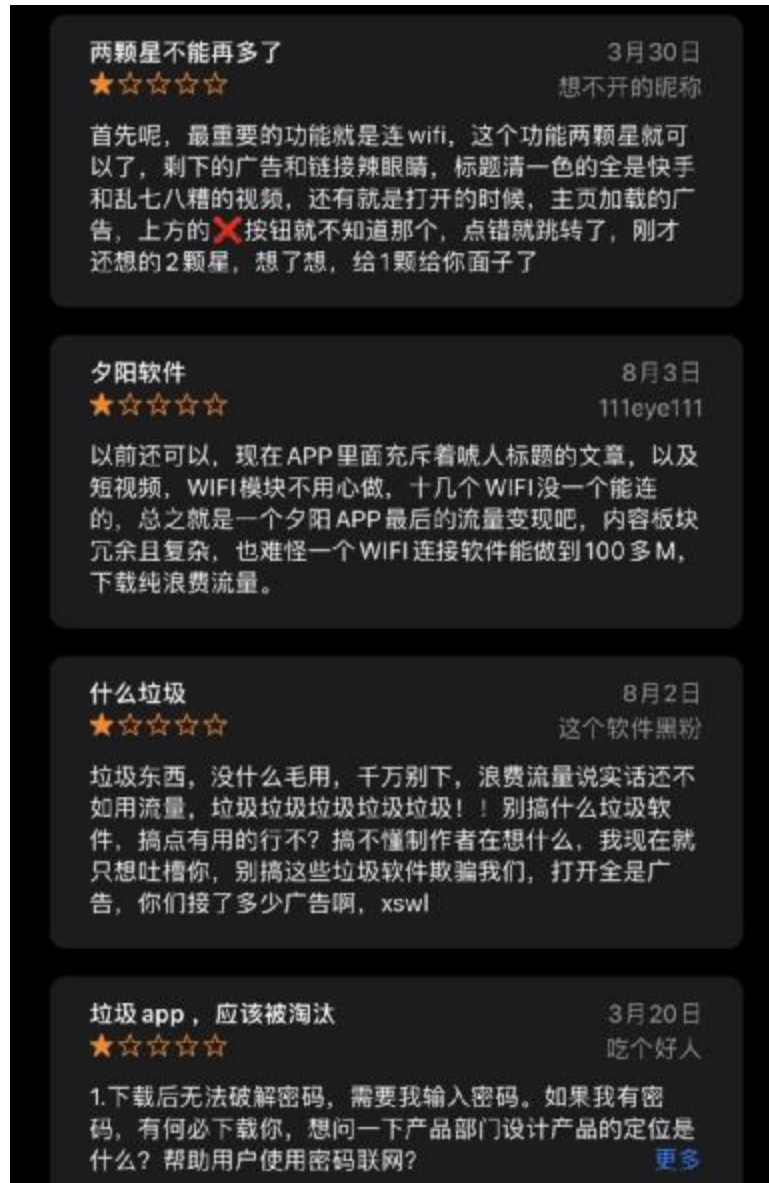 两颗星不能再多了
3月30日
★☆☆☆☆
想不开的昵称
首先呢，最重要的功能就是连wifi，这个功能两颗星就可
以了，剩下的广告和链接辣眼睛，标题清一色的全是快手
和乱七八糟的视频，还有就是打开的时候，主页加载的广
告，上方的❌按钮就不知道那个，点错就跳转了，刚才
还想的2颗星，想了想，给1颗给你面子了
夕阳软件
8月3日
★☆☆☆☆
111eye111
以前还可以，现在APP里面充斥着唬人标题的文章，以及
短视频，WIFI模块不用心做，十几个WIFI没一个能连
的，总之就是一个夕阳APP最后的流量变现吧，内容板块
冗余且复杂，也难怪一个WIFI连接软件能做到100多M，
下载纯浪费流量。
什么垃圾
8月2日
★☆☆☆☆
这个软件黑粉
垃圾东西，没什么毛用，千万别下，浪费流量说实话还不
如用流量，垃圾垃圾垃圾垃圾垃圾！！别搞什么垃圾软
件，搞点有用的行不？搞不懂制作者在想什么，我现在就
只想吐槽你，别搞这些垃圾软件欺骗我们，打开全是广
告，你们接了多少广告啊，xswl
垃圾app，应该被淘汰
3月20日
★☆☆☆☆
吃个好人
1.下载后无法破解密码，需要我输入密码。如果我有密
码，有何必下载你，想问一下产品部门设计产品的定位是
什么？帮助用户使用密码联网？
更多